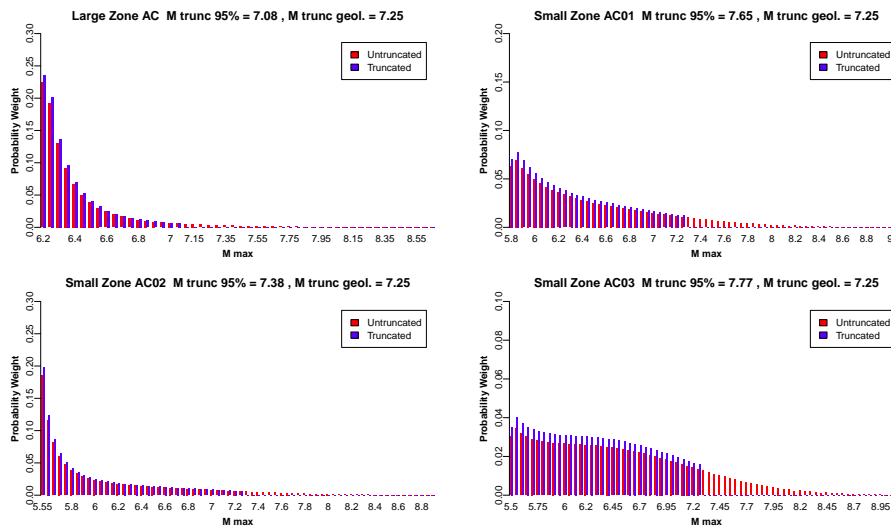 Large Zone AC M trunc 95% = 7.08 , M trunc geol. = 7.25
Probability Weight
0.00 0.05 0.10 0.15 0.20 0.25 0.30
Untruncated
Truncated
6.2 6.4 6.6 6.8 7 7.15 7.35 7.55 7.75 7.95 8.15 8.35 8.55
M max
Small Zone AC01 M trunc 95% = 7.65 , M trunc geol. = 7.25
Probability Weight
0.00 0.05 0.10 0.15 0.20
Untruncated
Truncated
5.8 6 6.2 6.4 6.6 6.8 7 7.2 7.4 7.6 7.8 8 8.2 8.4 8.6 8.8 9
M max
Small Zone AC02 M trunc 95% = 7.38 , M trunc geol. = 7.25
Probability Weight
0.00 0.05 0.10 0.15 0.20 0.25 0.30
Untruncated
Truncated
5.55 5.8 6 6.2 6.4 6.6 6.8 7 7.2 7.4 7.6 7.8 8 8.2 8.4 8.6 8.8
M max
Small Zone AC03 M trunc 95% = 7.77 , M trunc geol. = 7.25
Probability Weight
0.00 0.02 0.04 0.06 0.08 0.10
Untruncated
Truncated
5.5 5.75 6 6.2 6.45 6.7 6.95 7.2 7.45 7.7 7.95 8.2 8.45 8.7 8.95
M max